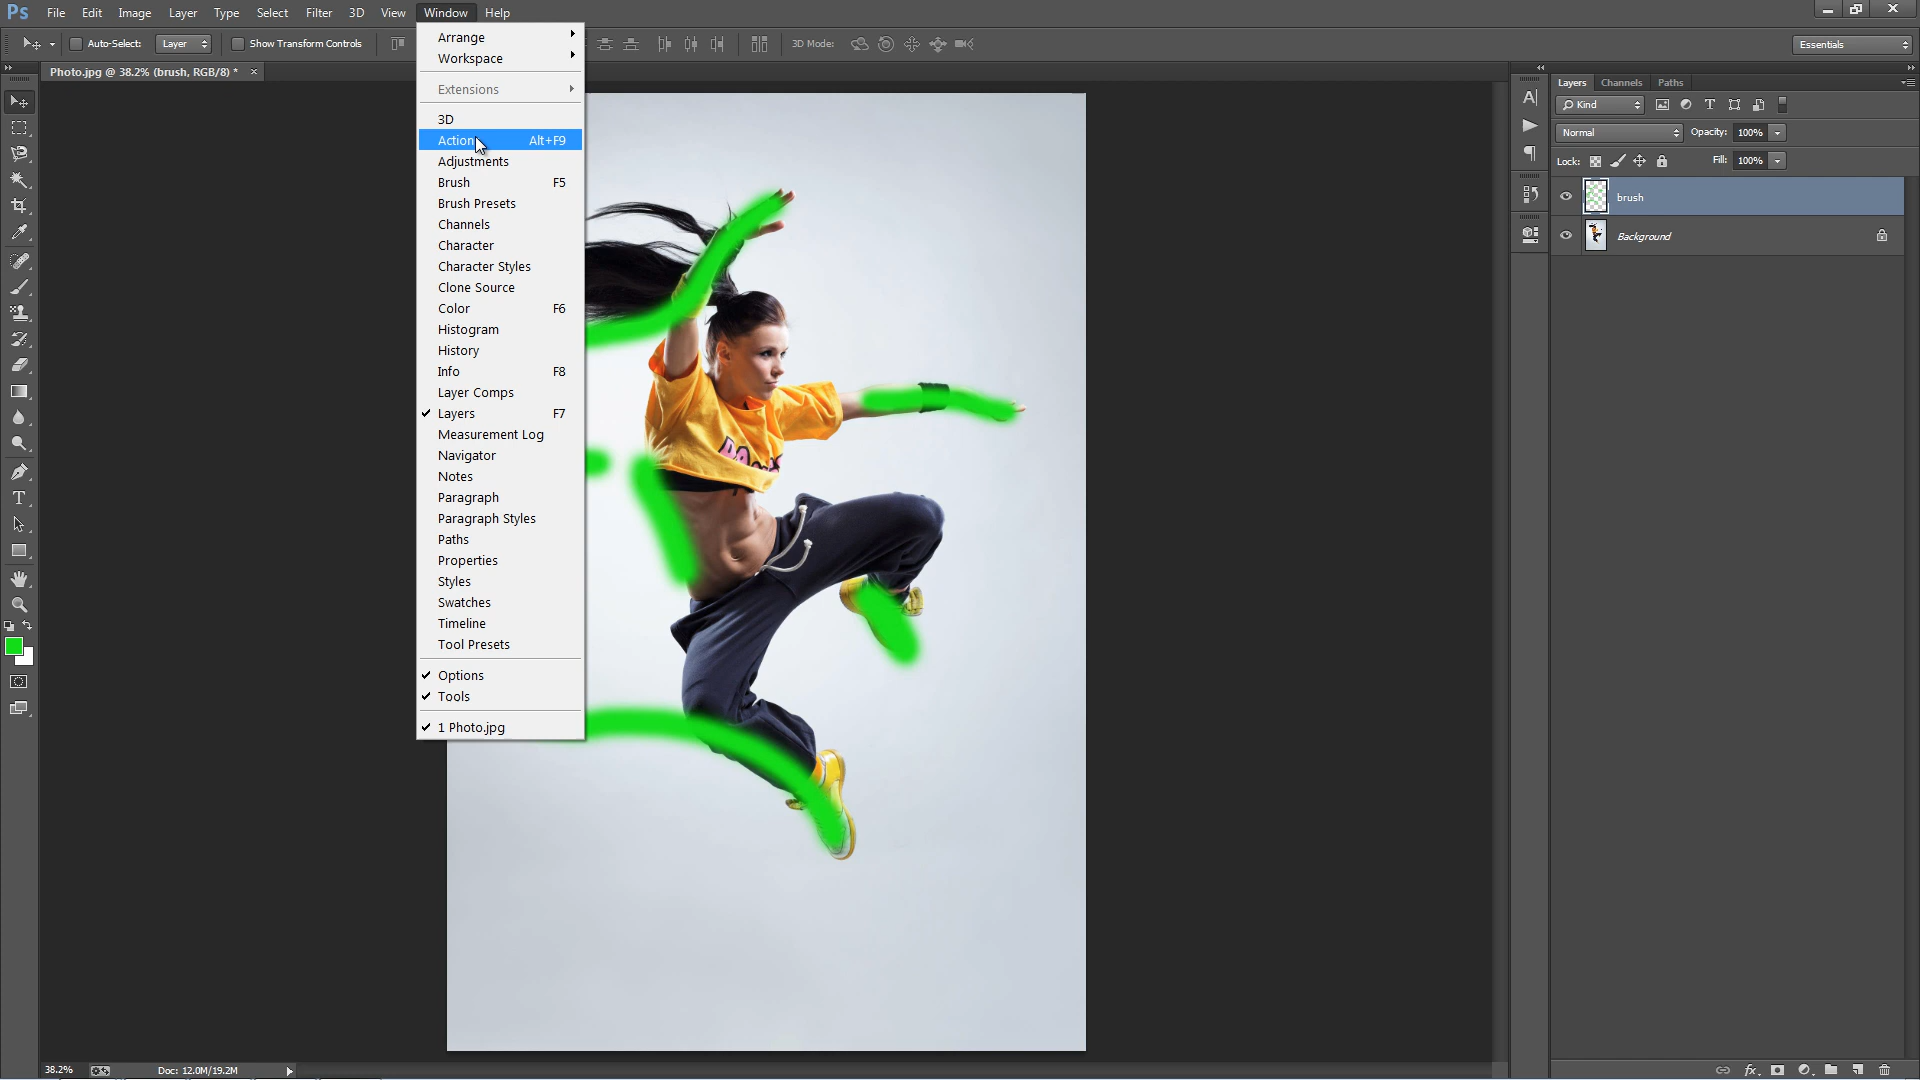 Ps File Edit Image Layer Type Select Filter 3D View Window Help
Auto-Select: Layer Show Transform Controls 3D Mode: Essentials
Photo.jpg @ 38.2% (brush, RGB/8) * ×
Arrange
Workspace
Extensions
3D
Action Alt+F9
Adjustments
Brush F5
Brush Presets
Channels
Character
Character Styles
Clone Source
Color F6
Histogram
History
Info F8
Layer Comps
Layers F7
Measurement Log
Navigator
Notes
Paragraph
Paragraph Styles
Paths
Properties
Styles
Swatches
Timeline
Tool Presets
Options
Tools
1 Photo.jpg
Layers Channels Paths
Kind
Normal Opacity: 100%
Lock: Fill: 100%
brush
Background
38.2% Doc: 12.0M/19.2M